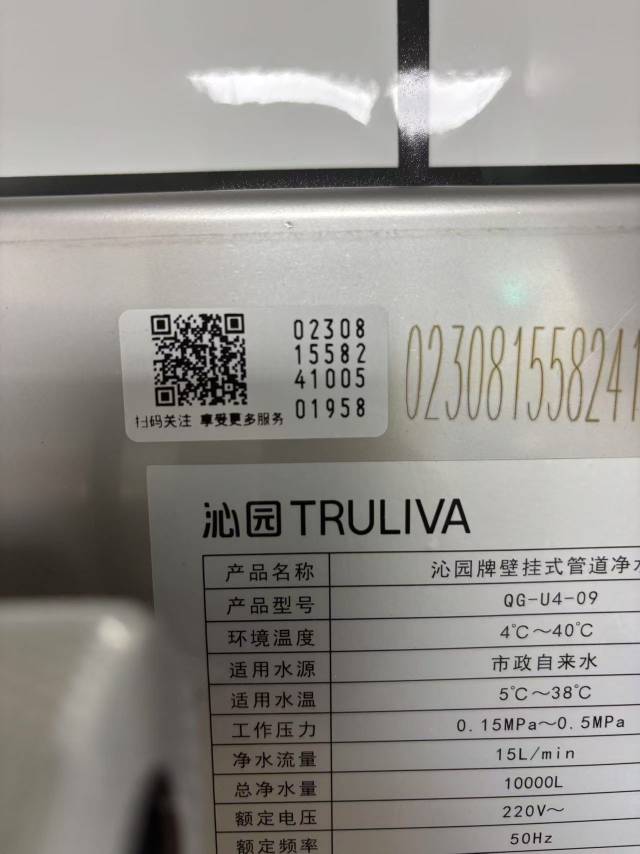 02308
15582
41005
01958
扫码关注 享受更多服务
023081558241
沁园 TRULIVA
产品名称 沁园牌壁挂式管道净水
产品型号 QG-U4-09
环境温度 4℃～40℃
适用水源 市政自来水
适用水温 5℃～38℃
工作压力 0.15MPa～0.5MPa
净水流量 15L/min
总净水量 10000L
额定电压 220V～
额定频率 50Hz